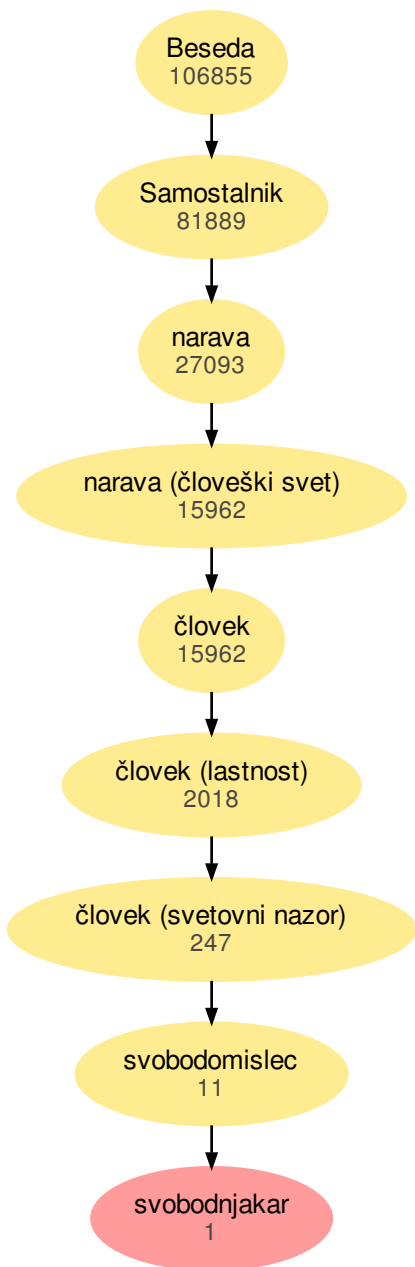 Beseda
106855
Samostalnik
81889
narava
27093
narava (človeški svet)
15962
človek
15962
človek (lastnost)
2018
človek (svetovni nazor)
247
svobodomislec
11
svobodnjakar
1